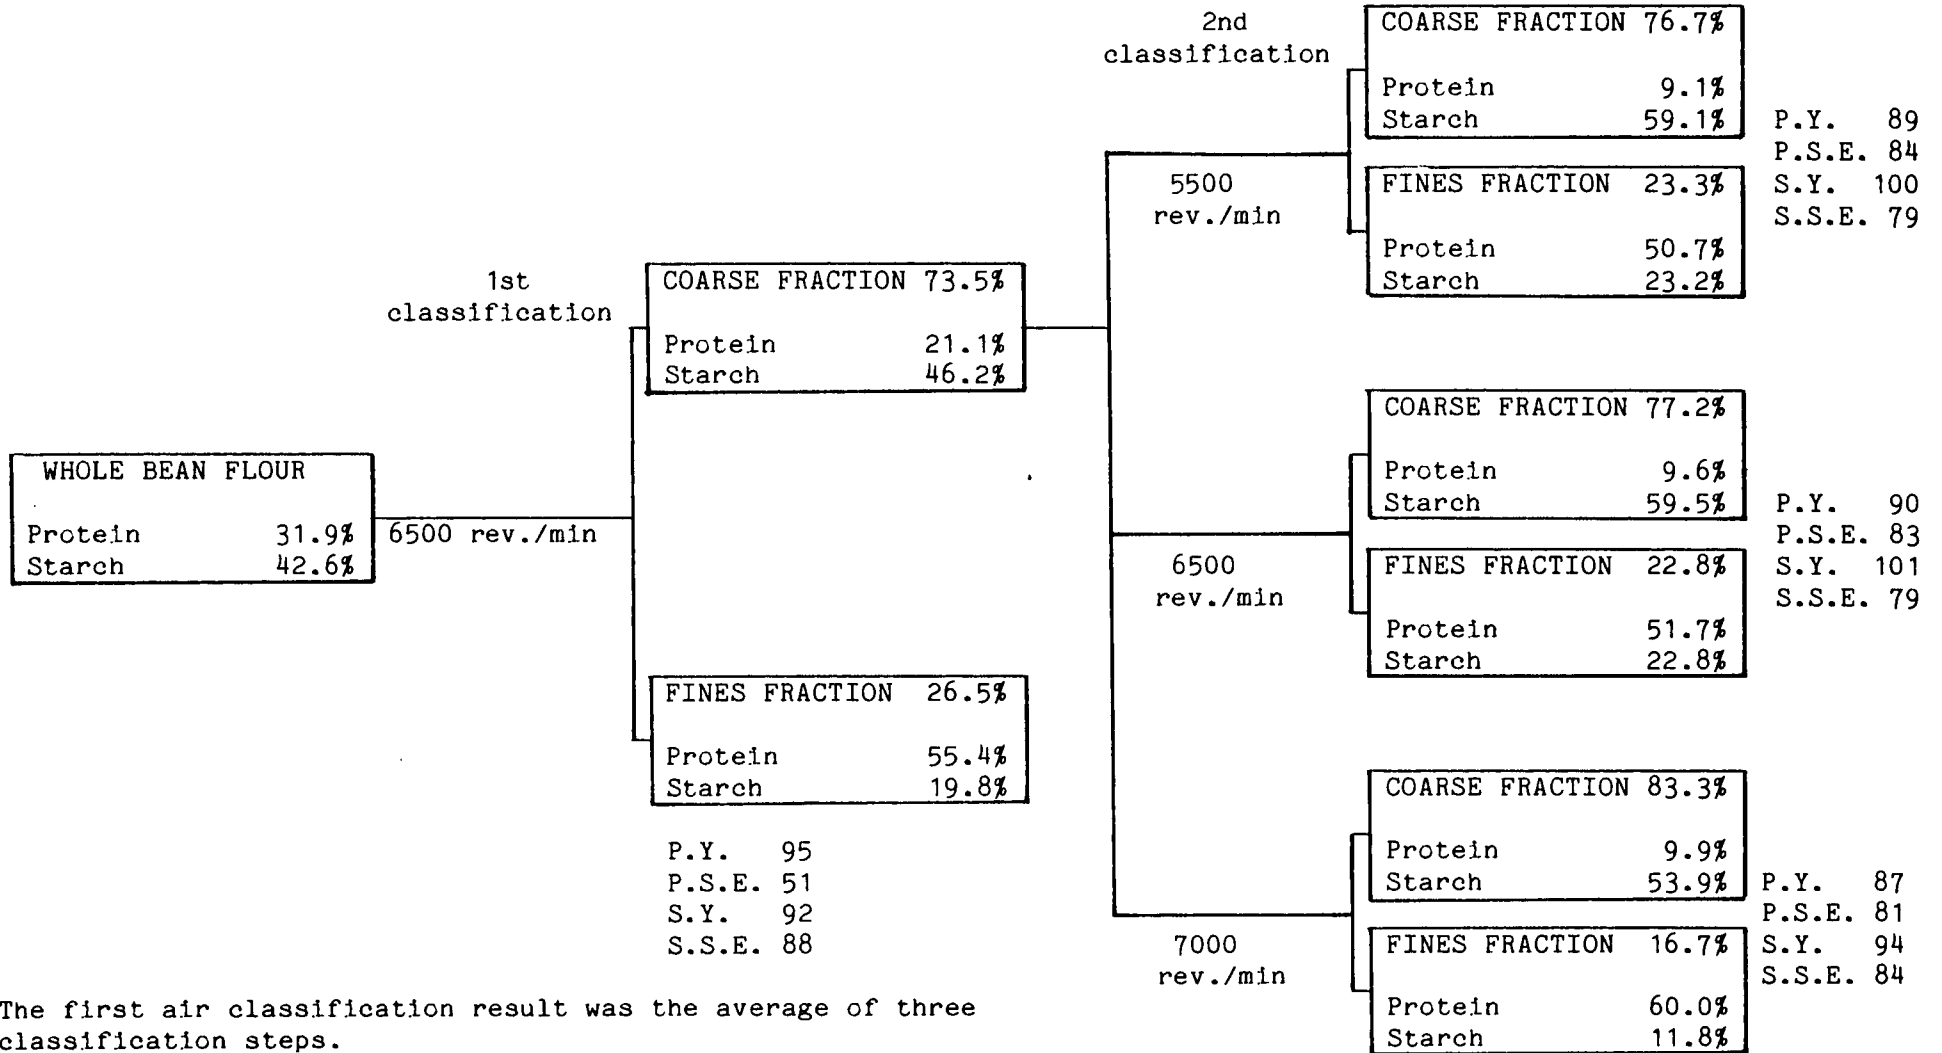 WHOLE BEAN FLOUR
Protein 31.9%
Starch 42.6%
6500 rev./min
1st
classification
COARSE FRACTION 73.5%
Protein 21.1%
Starch 46.2%
FINES FRACTION 26.5%
Protein 55.4%
Starch 19.8%
P.Y. 95
P.S.E. 51
S.Y. 92
S.S.E. 88
2nd
classification
5500
rev./min
COARSE FRACTION 76.7%
Protein 9.1%
Starch 59.1%
FINES FRACTION 23.3%
Protein 50.7%
Starch 23.2%
P.Y. 89
P.S.E. 84
S.Y. 100
S.S.E. 79
6500
rev./min
COARSE FRACTION 77.2%
Protein 9.6%
Starch 59.5%
FINES FRACTION 22.8%
Protein 51.7%
Starch 22.8%
P.Y. 90
P.S.E. 83
S.Y. 101
S.S.E. 79
7000
rev./min
COARSE FRACTION 83.3%
Protein 9.9%
Starch 53.9%
FINES FRACTION 16.7%
Protein 60.0%
Starch 11.8%
P.Y. 87
P.S.E. 81
S.Y. 94
S.S.E. 84
The first air classification result was the average of three
classification steps.